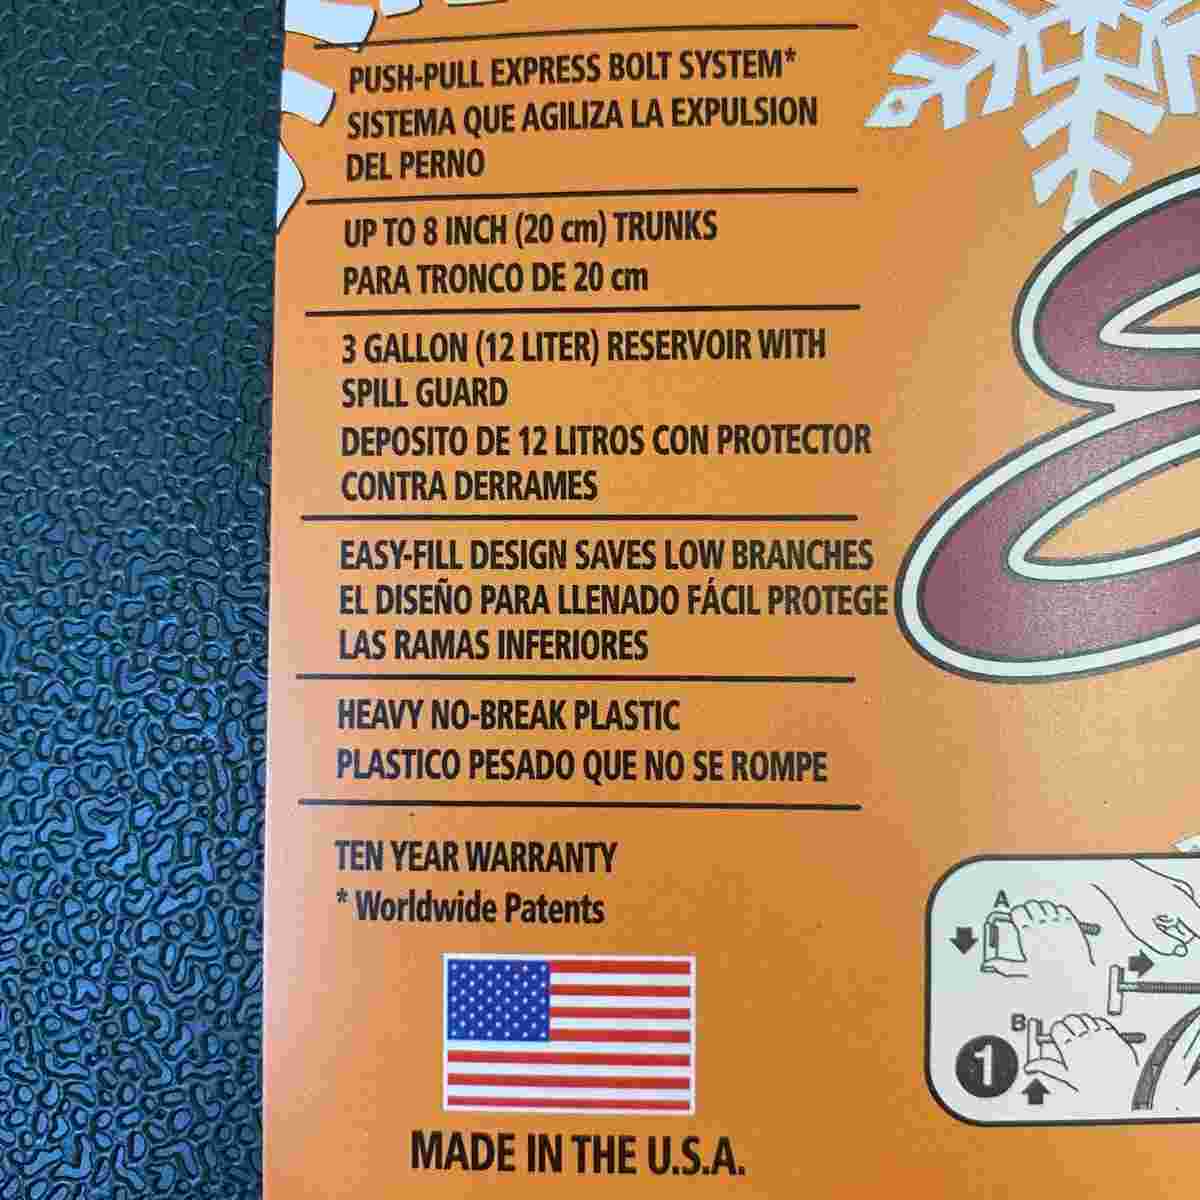 PUSH-PULL EXPRESS BOLT SYSTEM*
SISTEMA QUE AGILIZA LA EXPULSION
DEL PERNO
UP TO 8 INCH (20 cm) TRUNKS
PARA TRONCO DE 20 cm
3 GALLON (12 LITER) RESERVOIR WITH
SPILL GUARD
DEPOSITO DE 12 LITROS CON PROTECTOR
CONTRA DERRAMES
EASY-FILL DESIGN SAVES LOW BRANCHES
EL DISEÑO PARA LLENADO FÁCIL PROTEGE
LAS RAMAS INFERIORES
HEAVY NO-BREAK PLASTIC
PLASTICO PESADO QUE NO SE ROMPE
TEN YEAR WARRANTY
* Worldwide Patents
MADE IN THE U.S.A.
A
B
1